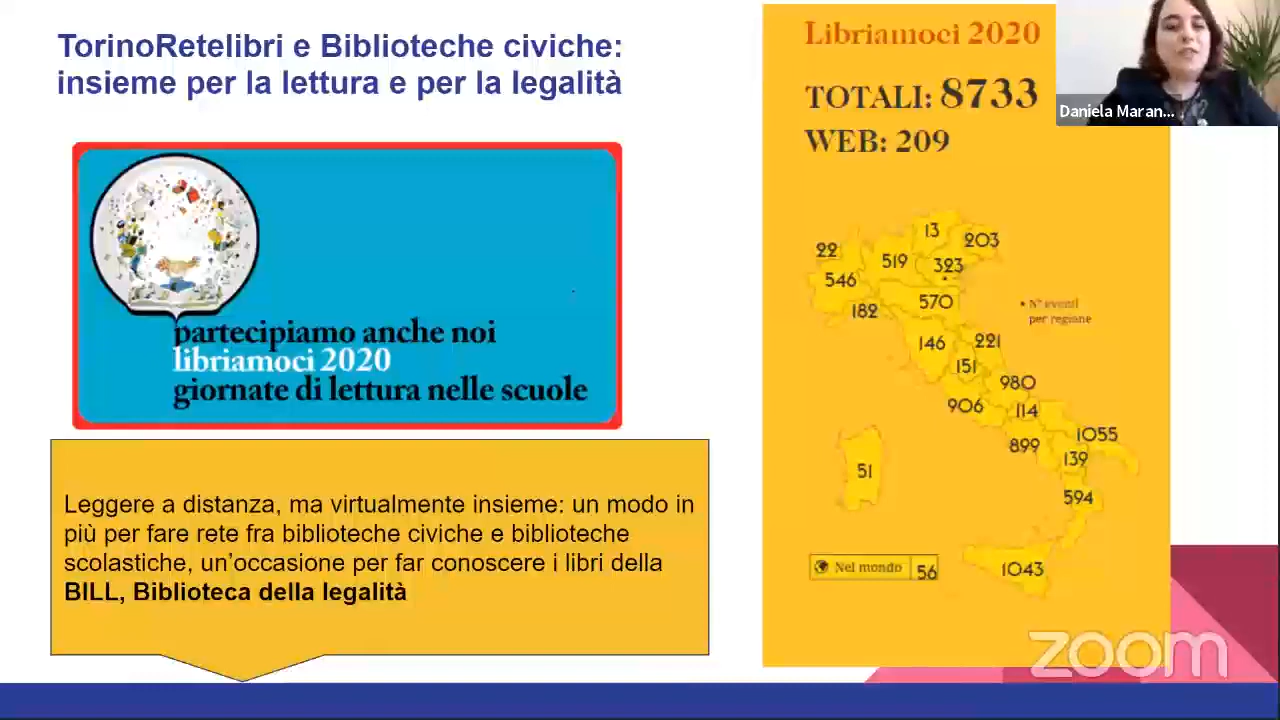 TorinoRetelibri e Biblioteche civiche:
insieme per la lettura e per la legalità
partecipiamo anche noi
libriamoci 2020
giornate di lettura nelle scuole
Leggere a distanza, ma virtualmente insieme: un modo in
più per fare rete fra biblioteche civiche e biblioteche
scolastiche, un’occasione per far conoscere i libri della
BILL, Biblioteca della legalità
Libriamoci 2020
TOTALI: 8733
WEB: 209
13
203
22
519
323
546
570
182
N° eventi
per regione
146
221
151
980
906
114
899
1055
139
51
594
Nel mondo 56
1043
Daniela Maran...
zoom